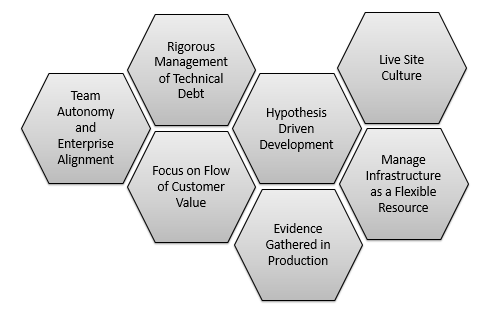 Team
Autonomy
and
Enterprise
Alignment
Rigorous
Management
of Technical
Debt
Focus on Flow
of Customer
Value
Hypothesis
Driven
Development
Evidence
Gathered in
Production
Live Site
Culture
Manage
Infrastructure
as a Flexible
Resource